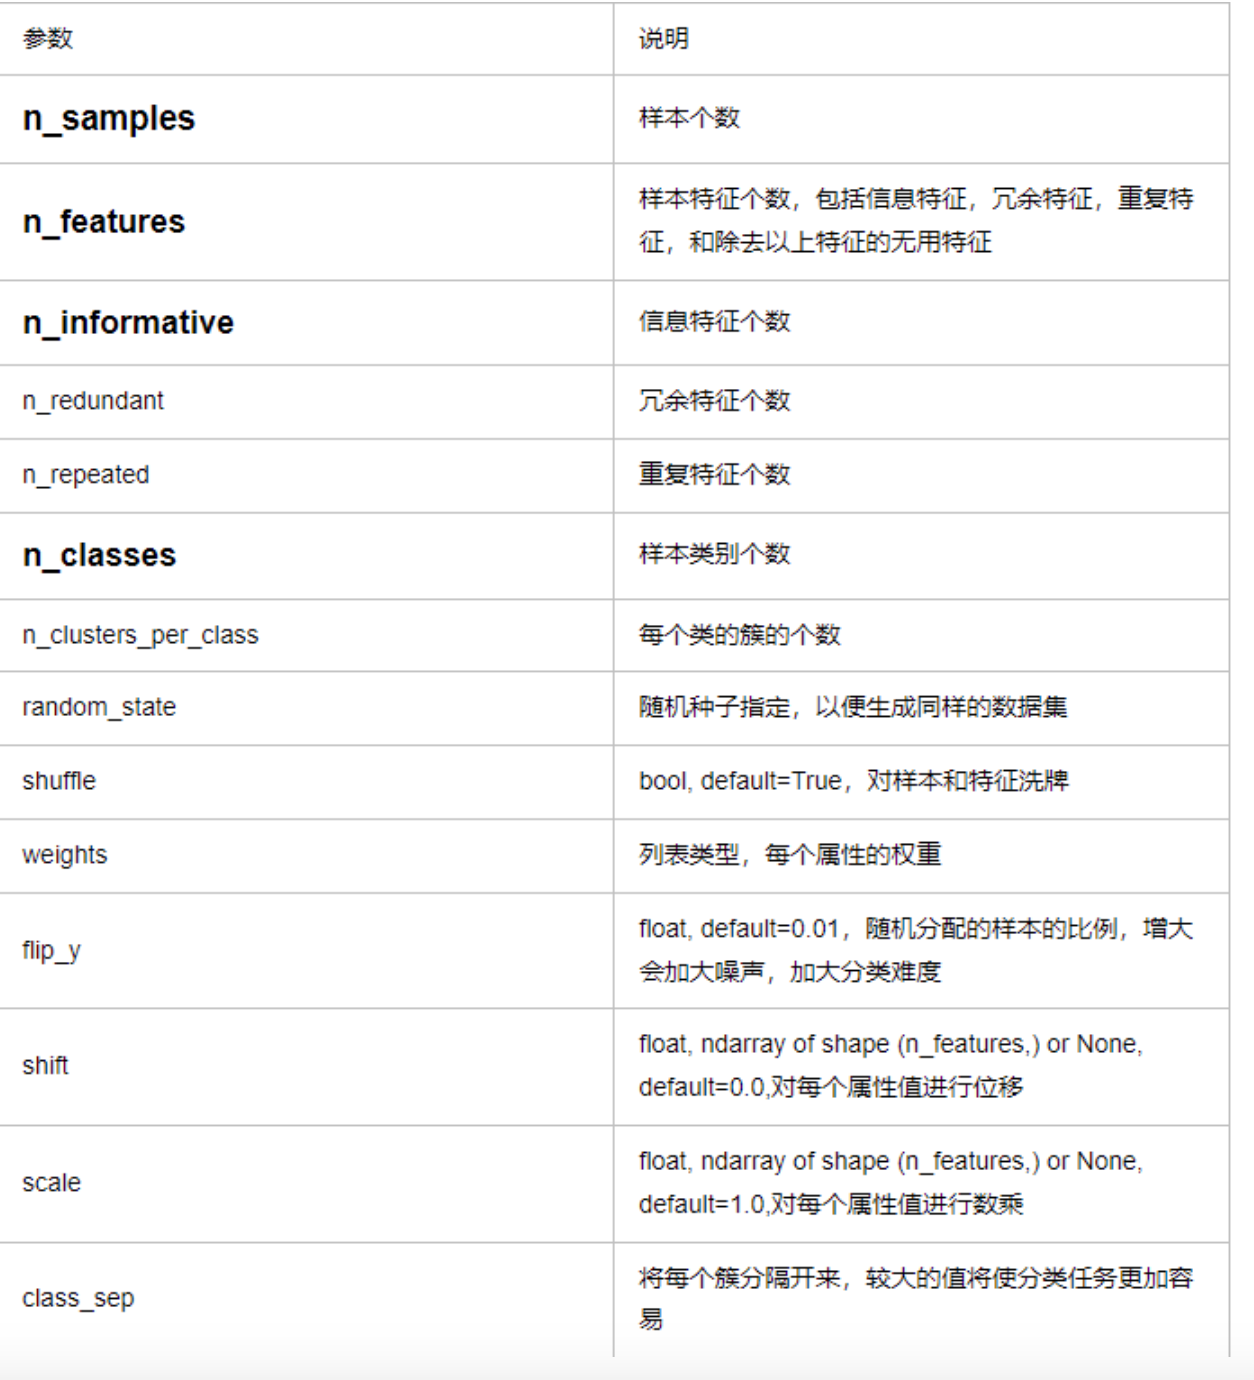 参数
说明
n_samples
样本个数
n_features
样本特征个数，包括信息特征，冗余特征，重复特
征，和除去以上特征的无用特征
n_informative
信息特征个数
n_redundant
冗余特征个数
n_repeated
重复特征个数
n_classes
样本类别个数
n_clusters_per_class
每个类的簇的个数
random_state
随机种子指定，以便生成同样的数据集
shuffle
bool, default=True，对样本和特征洗牌
weights
列表类型，每个属性的权重
flip_y
float, default=0.01，随机分配的样本的比例，增大
会加大噪声，加大分类难度
shift
float, ndarray of shape (n_features,) or None,
default=0.0,对每个属性值进行位移
scale
float, ndarray of shape (n_features,) or None,
default=1.0,对每个属性值进行数乘
class_sep
将每个簇分隔开来，较大的值将使分类任务更加容
易